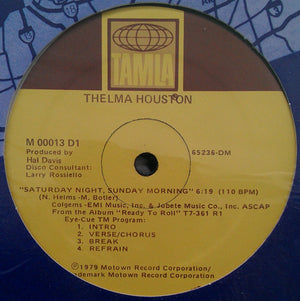 TAMLA
THELMA HOUSTON
M 00013 D1
Produced by
Hal Davis
Disco Consultant:
Larry Rossiello
65236-DM
"SATURDAY NIGHT, SUNDAY MORNING" 6:19 (110 BPM)
(N. Helms-M. Botler)
Colgems-EMI Music, Inc. & Jobete Music Co., Inc. ASCAP
From the Album "Ready To Roll" T7-361 R1
Eye-Cue TM Program:
1: INTRO
2: VERSE/CHORUS
3: BREAK
4: REFRAIN
℗1979 Motown Record Corporation/
Trademark Motown Record Corporation.